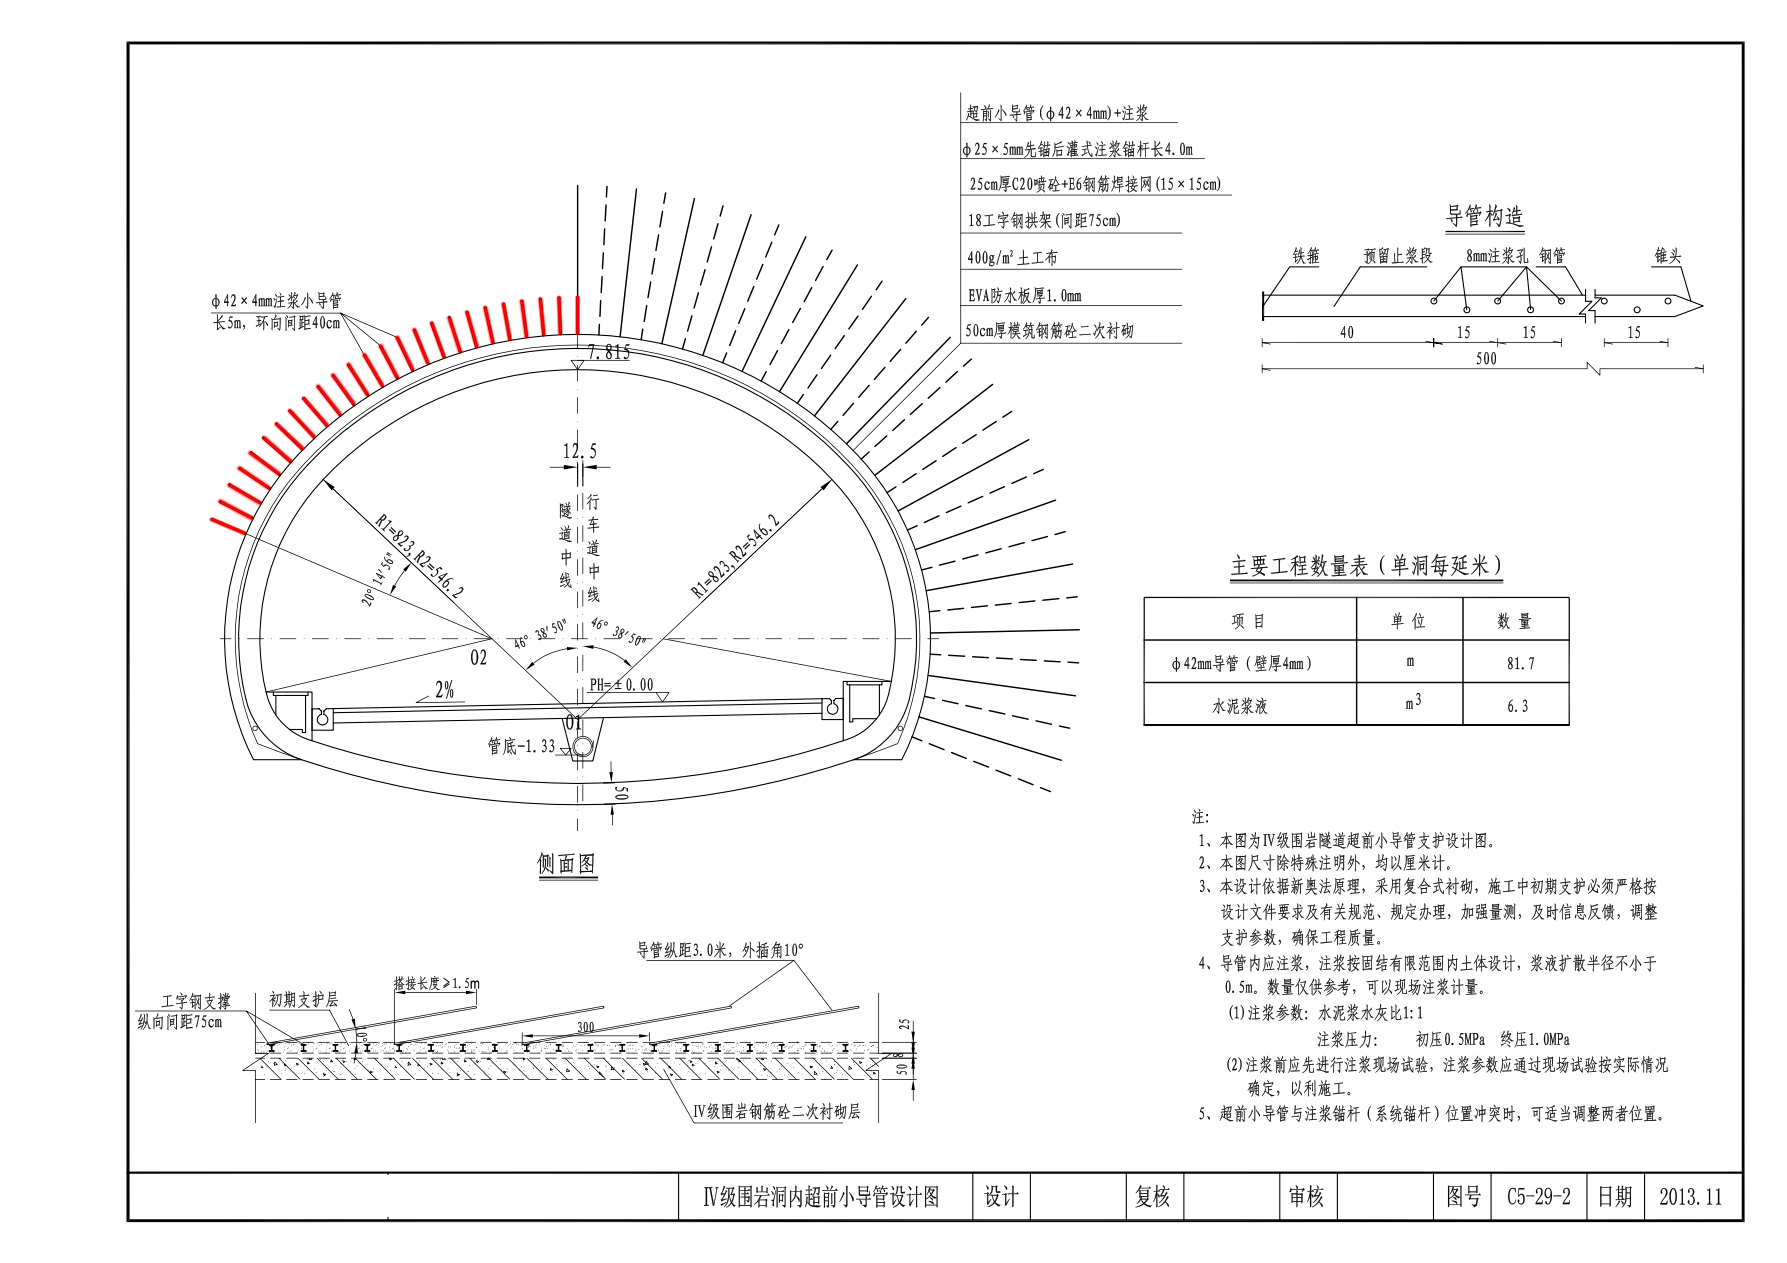 超前小导管(ф42×4mm)+注浆
ф25×5mm先锚后灌式注浆锚杆长4.0m
25cm厚C20喷砼+E6钢筋焊接网(15×15cm)
18工字钢拱架(间距75cm)
400g/m²土工布
EVA防水板厚1.0mm
50cm厚模筑钢筋砼二次衬砌
ф42×4mm注浆小导管
长5m，环向间距40cm
7.815
12.5
隧道中线
行车道中线
R1=823,R2=546.2
R1=823,R2=546.2
20°14'56"
46°38'50"
46°38'50"
O2
2%
PH=±0.00
O1
管底-1.33
50
侧面图
导管构造
铁箍
预留止浆段
8mm注浆孔
钢管
锥头
40
15
15
15
500
主要工程数量表（单洞每延米）
项目 单位 数量
ф42mm导管（壁厚4mm） m 81.7
水泥浆液 m³ 6.3
导管纵距3.0米，外插角10°
搭接长度≥1.5m
工字钢支撑
纵向间距75cm
初期支护层
10°
300
25
8
50
IV级围岩钢筋砼二次衬砌层
注:
1、本图为IV级围岩隧道超前小导管支护设计图。
2、本图尺寸除特殊注明外，均以厘米计。
3、本设计依据新奥法原理，采用复合式衬砌，施工中初期支护必须严格按
设计文件要求及有关规范、规定办理，加强量测，及时信息反馈，调整
支护参数，确保工程质量。
4、导管内应注浆，注浆按固结有限范围内土体设计，浆液扩散半径不小于
0.5m。数量仅供参考，可以现场注浆计量。
(1)注浆参数：水泥浆水灰比1:1
注浆压力： 初压0.5MPa 终压1.0MPa
(2)注浆前应先进行注浆现场试验，注浆参数应通过现场试验按实际情况
确定，以利施工。
5、超前小导管与注浆锚杆（系统锚杆）位置冲突时，可适当调整两者位置。
IV级围岩洞内超前小导管设计图 设计 复核 审核 图号 C5-29-2 日期 2013.11